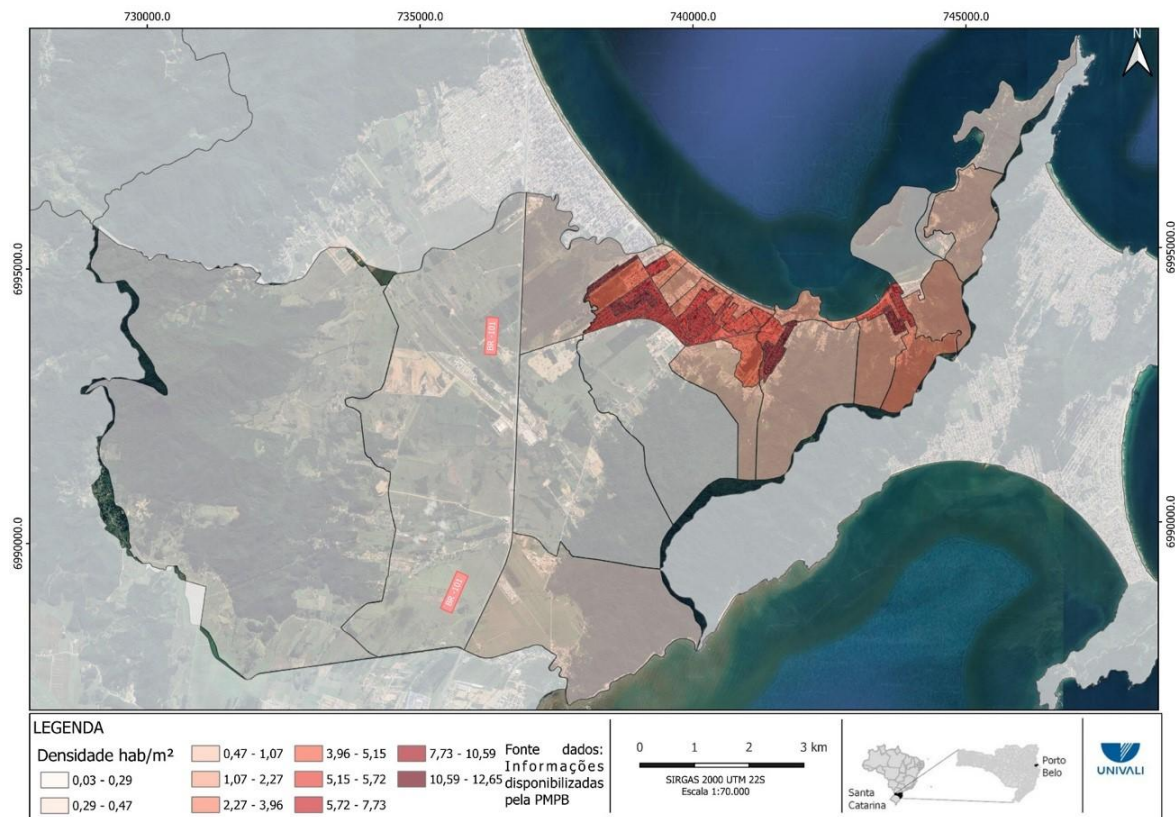 730000.0
735000.0
740000.0
745000.0
N
6995000.0
6995000.0
BR-101
6990000.0
6990000.0
BR-101
LEGENDA
Densidade hab/m²
0,03 - 0,29
0,29 - 0,47
0,47 - 1,07
1,07 - 2,27
2,27 - 3,96
3,96 - 5,15
5,15 - 5,72
5,72 - 7,73
7,73 - 10,59
10,59 - 12,65
Fonte dados:
Informações
disponibilizadas
pela PMPB
0 1 2 3 km
SIRGAS 2000 UTM 22S
Escala 1:70.000
Santa
Catarina
Porto
Belo
UNIVALI